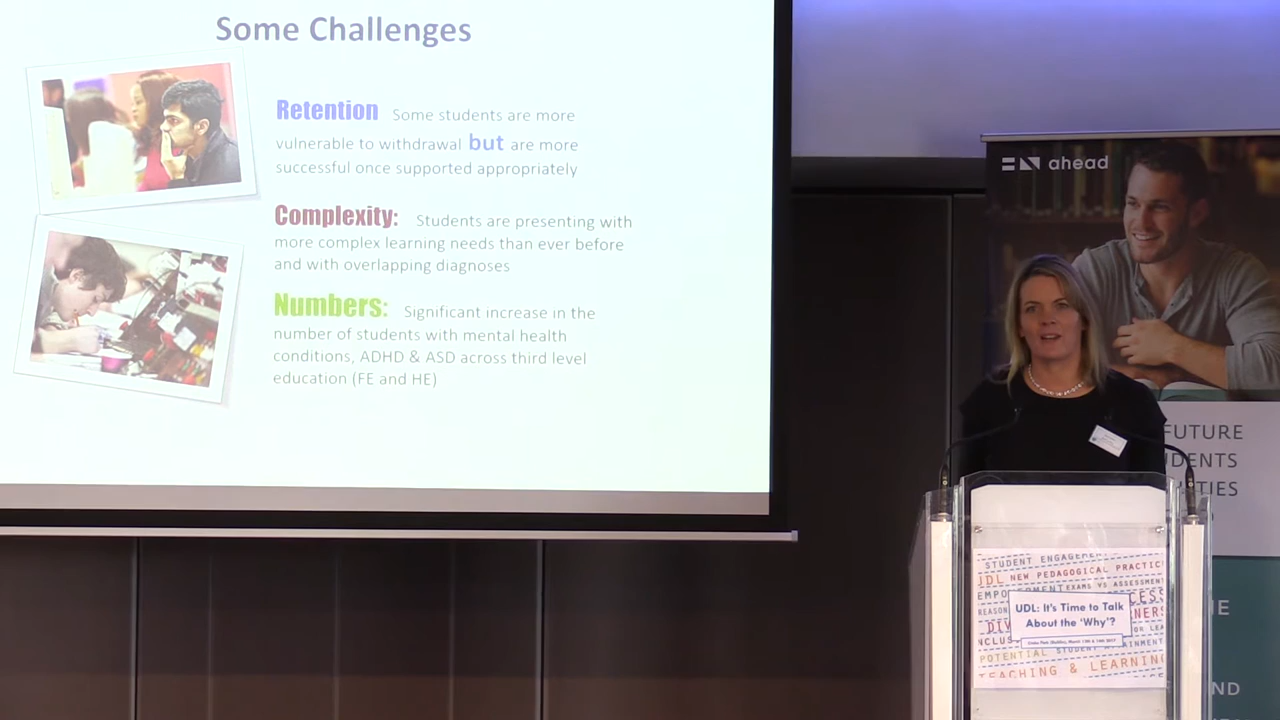 Some Challenges
Retention Some students are more
vulnerable to withdrawal but are more
successful once supported appropriately
Complexity: Students are presenting with
more complex learning needs than ever before
and with overlapping diagnoses
Numbers: Significant increase in the
number of students with mental health
conditions, ADHD & ASD across third level
education (FE and HE)
ahead
FUTURE
STUDENT ENGAGEMENT
UDL NEW PEDAGOGICAL PRACTIC
EXAMS VS ASSESSMENT
UDL: It's Time to Talk
About the 'Why'?
POTENTIAL STUDENT
TEACHING & LEARNING